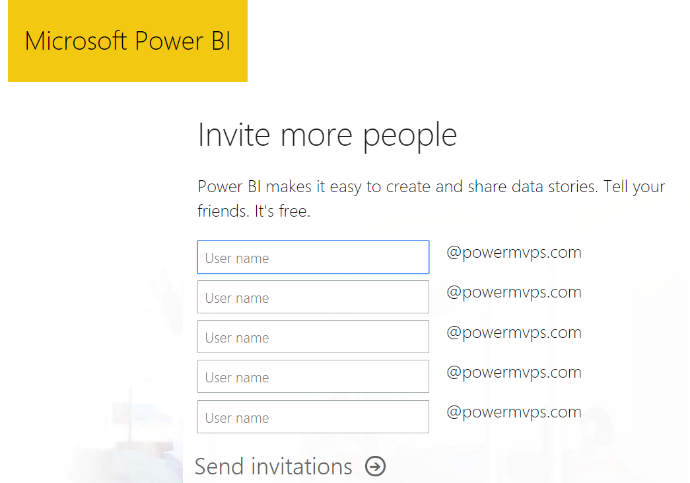 Microsoft Power BI
Invite more people
Power BI makes it easy to create and share data stories. Tell your
friends. It's free.
User name @powermvps.com
User name @powermvps.com
User name @powermvps.com
User name @powermvps.com
User name @powermvps.com
Send invitations